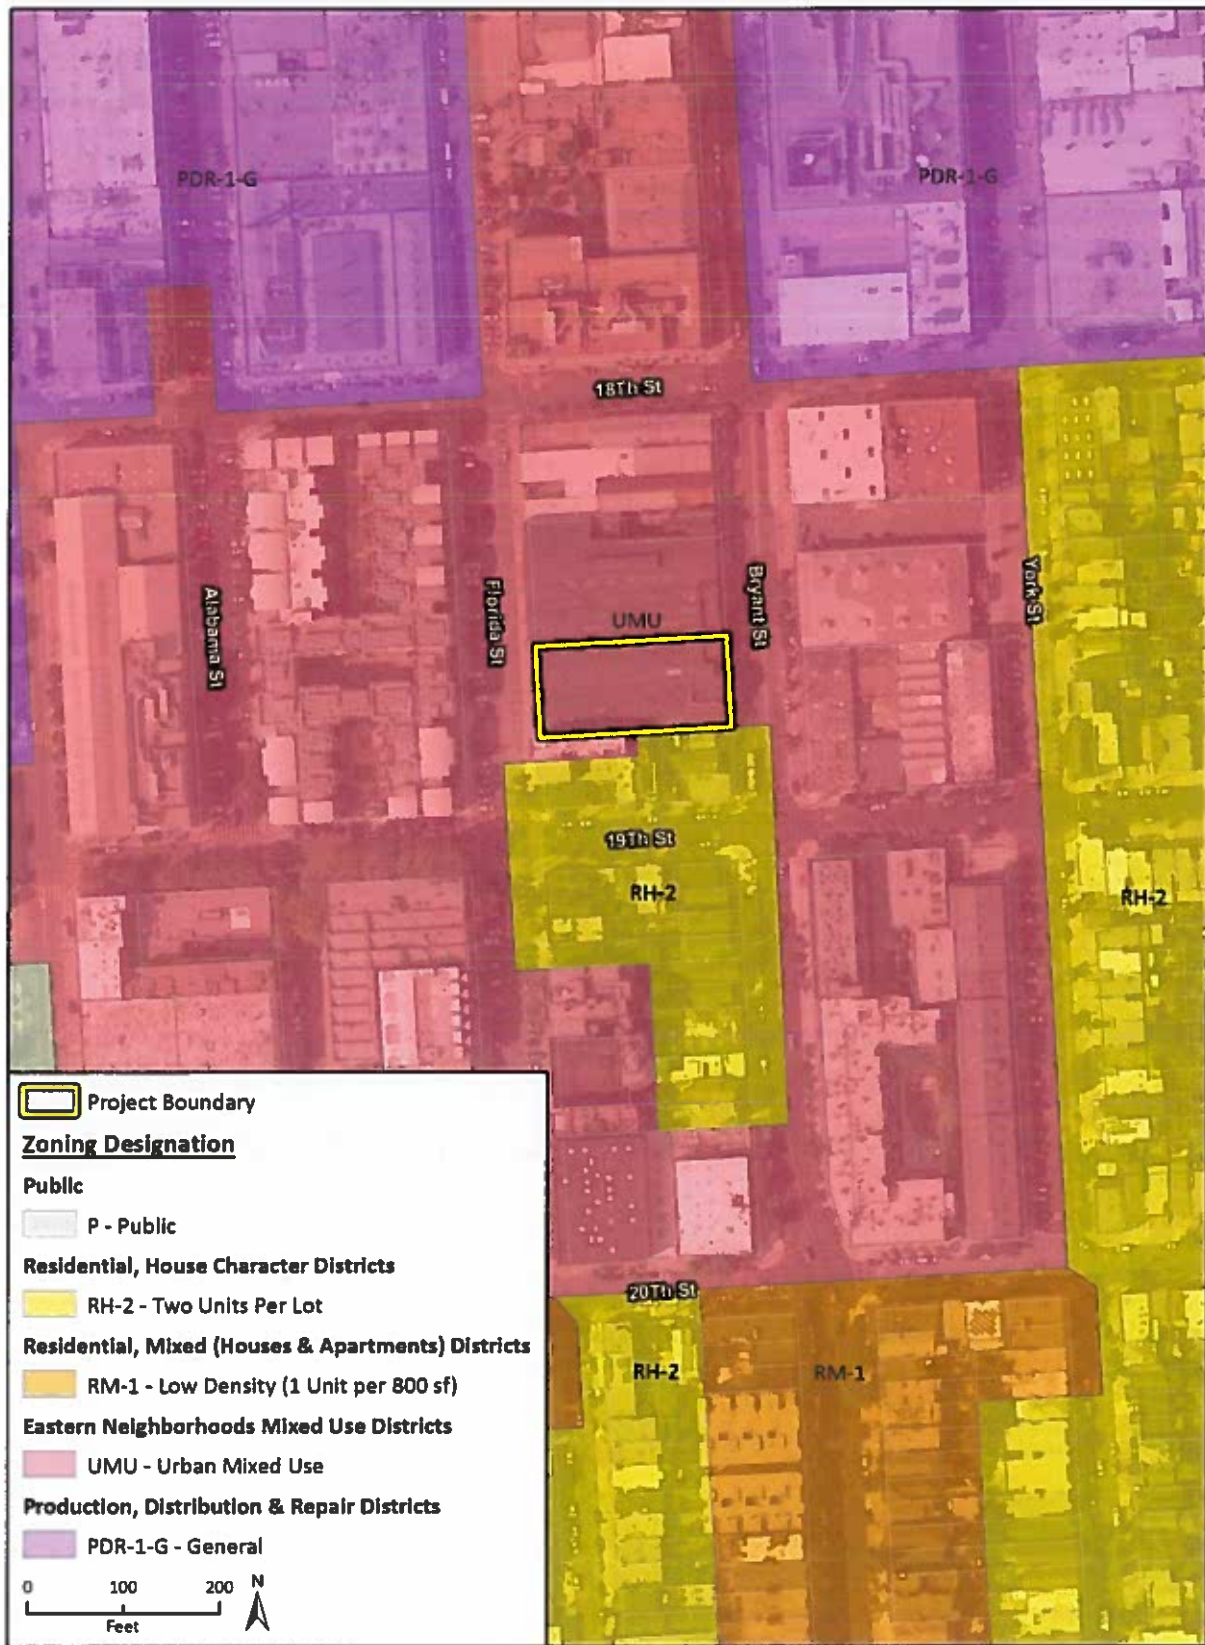 PDR-1-G
PDR-1-G
18Th St
Alabama St
Florida St
UMU
Bryant St
York St
19Th St
RH-2
RH-2
Project Boundary
Zoning Designation
Public
P - Public
Residential, House Character Districts
RH-2 - Two Units Per Lot
Residential, Mixed (Houses & Apartments) Districts
RM-1 - Low Density (1 Unit per 800 sf)
Eastern Neighborhoods Mixed Use Districts
UMU - Urban Mixed Use
Production, Distribution & Repair Districts
PDR-1-G - General
0 100 200 N
Feet
20Th St
RH-2
RM-1